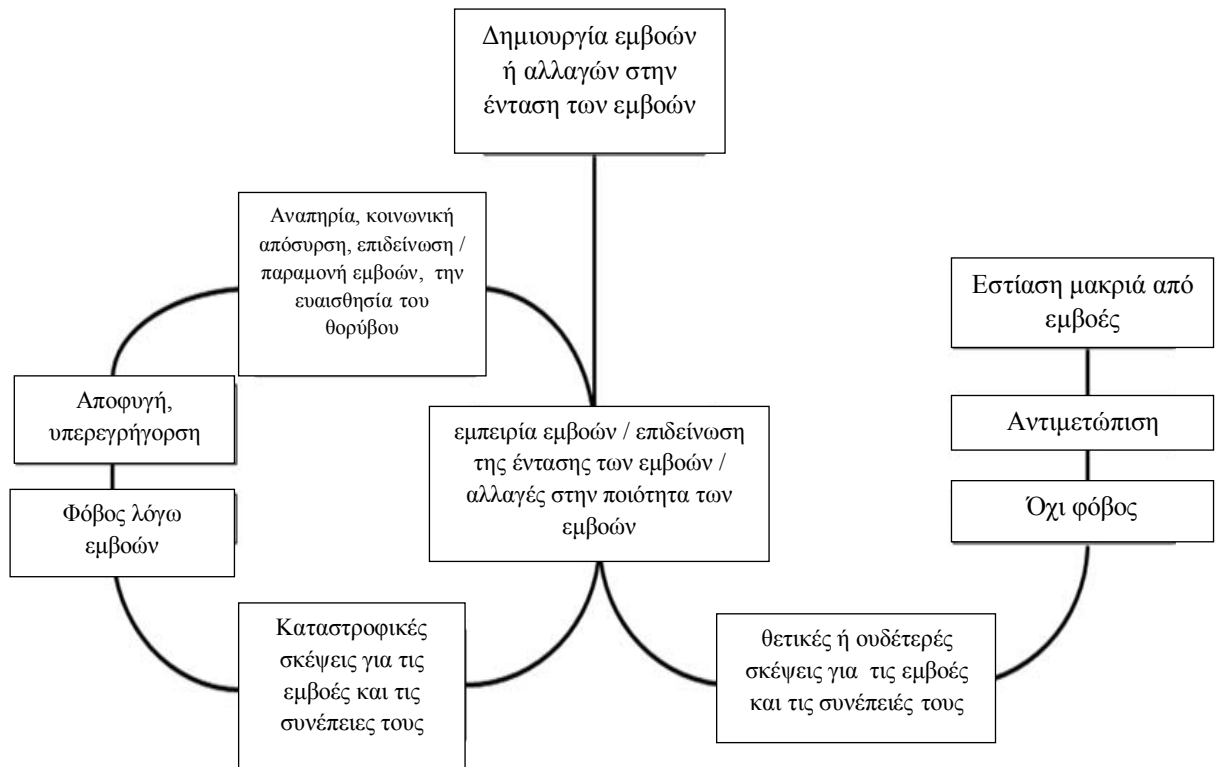 Δημιουργία εμβοών
ή αλλαγών στην
ένταση των εμβοών
Αναπηρία, κοινωνική
απόσυρση, επιδείνωση /
παραμονή εμβοών, την
ευαισθησία του
θορύβου
Εστίαση μακριά από
εμβοές
Αποφυγή,
υπερεγρήγορση
εμπειρία εμβοών / επιδείνωση
της έντασης των εμβοών /
αλλαγές στην ποιότητα των
εμβοών
Αντιμετώπιση
Φόβος λόγω
εμβοών
Όχι φόβος
Καταστροφικές
σκέψεις για τις
εμβοές και τις
συνέπειες τους
θετικές ή ουδέτερές
σκέψεις για τις εμβοές
και τις συνέπειές τους